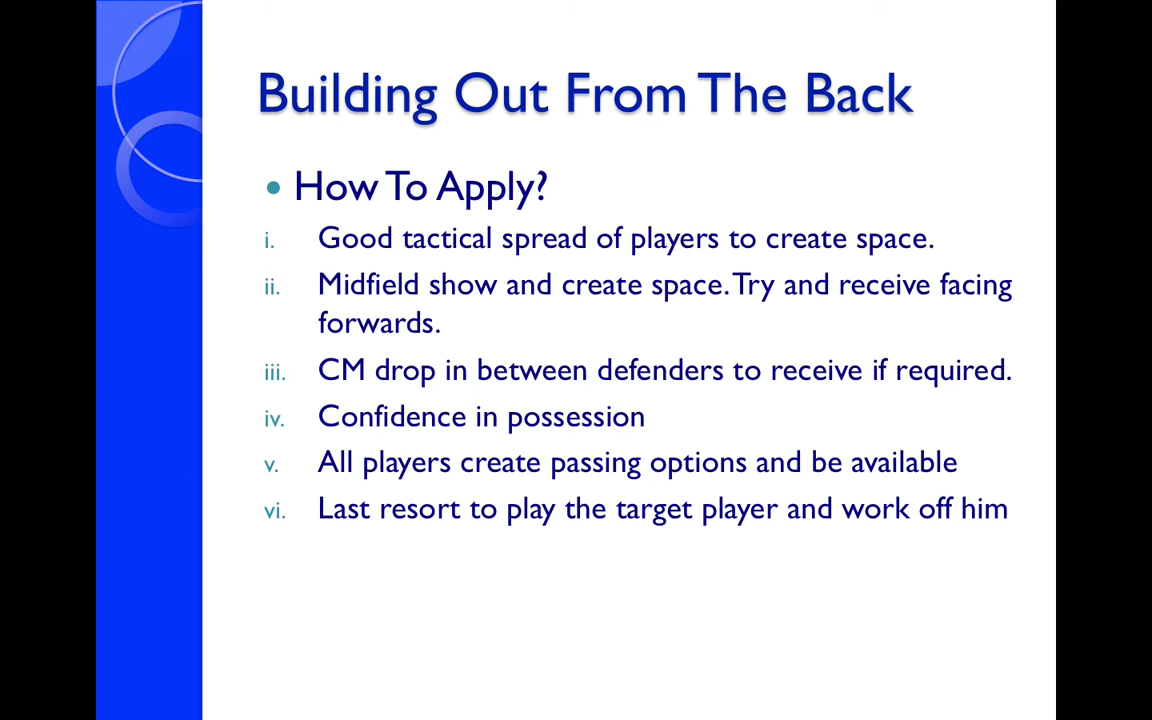 Building Out From The Back
• How To Apply?
i. Good tactical spread of players to create space.
ii. Midfield show and create space. Try and receive facing
forwards.
iii. CM drop in between defenders to receive if required.
iv. Confidence in possession
v. All players create passing options and be available
vi. Last resort to play the target player and work off him